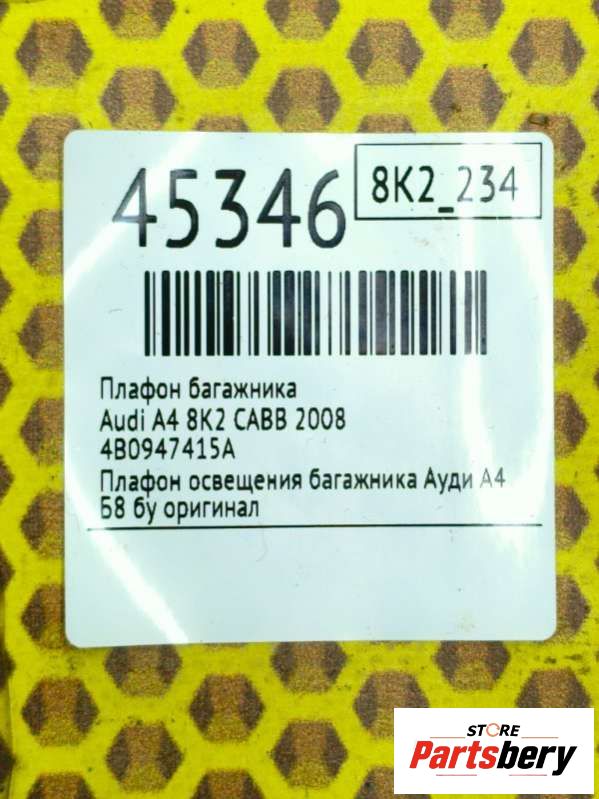 45346
8K2_234
Плафон багажника
Audi A4 8K2 CABB 2008
4B0947415A
Плафон освещения багажника Ауди А4
Б8 бу оригинал
STORE
Partsbery